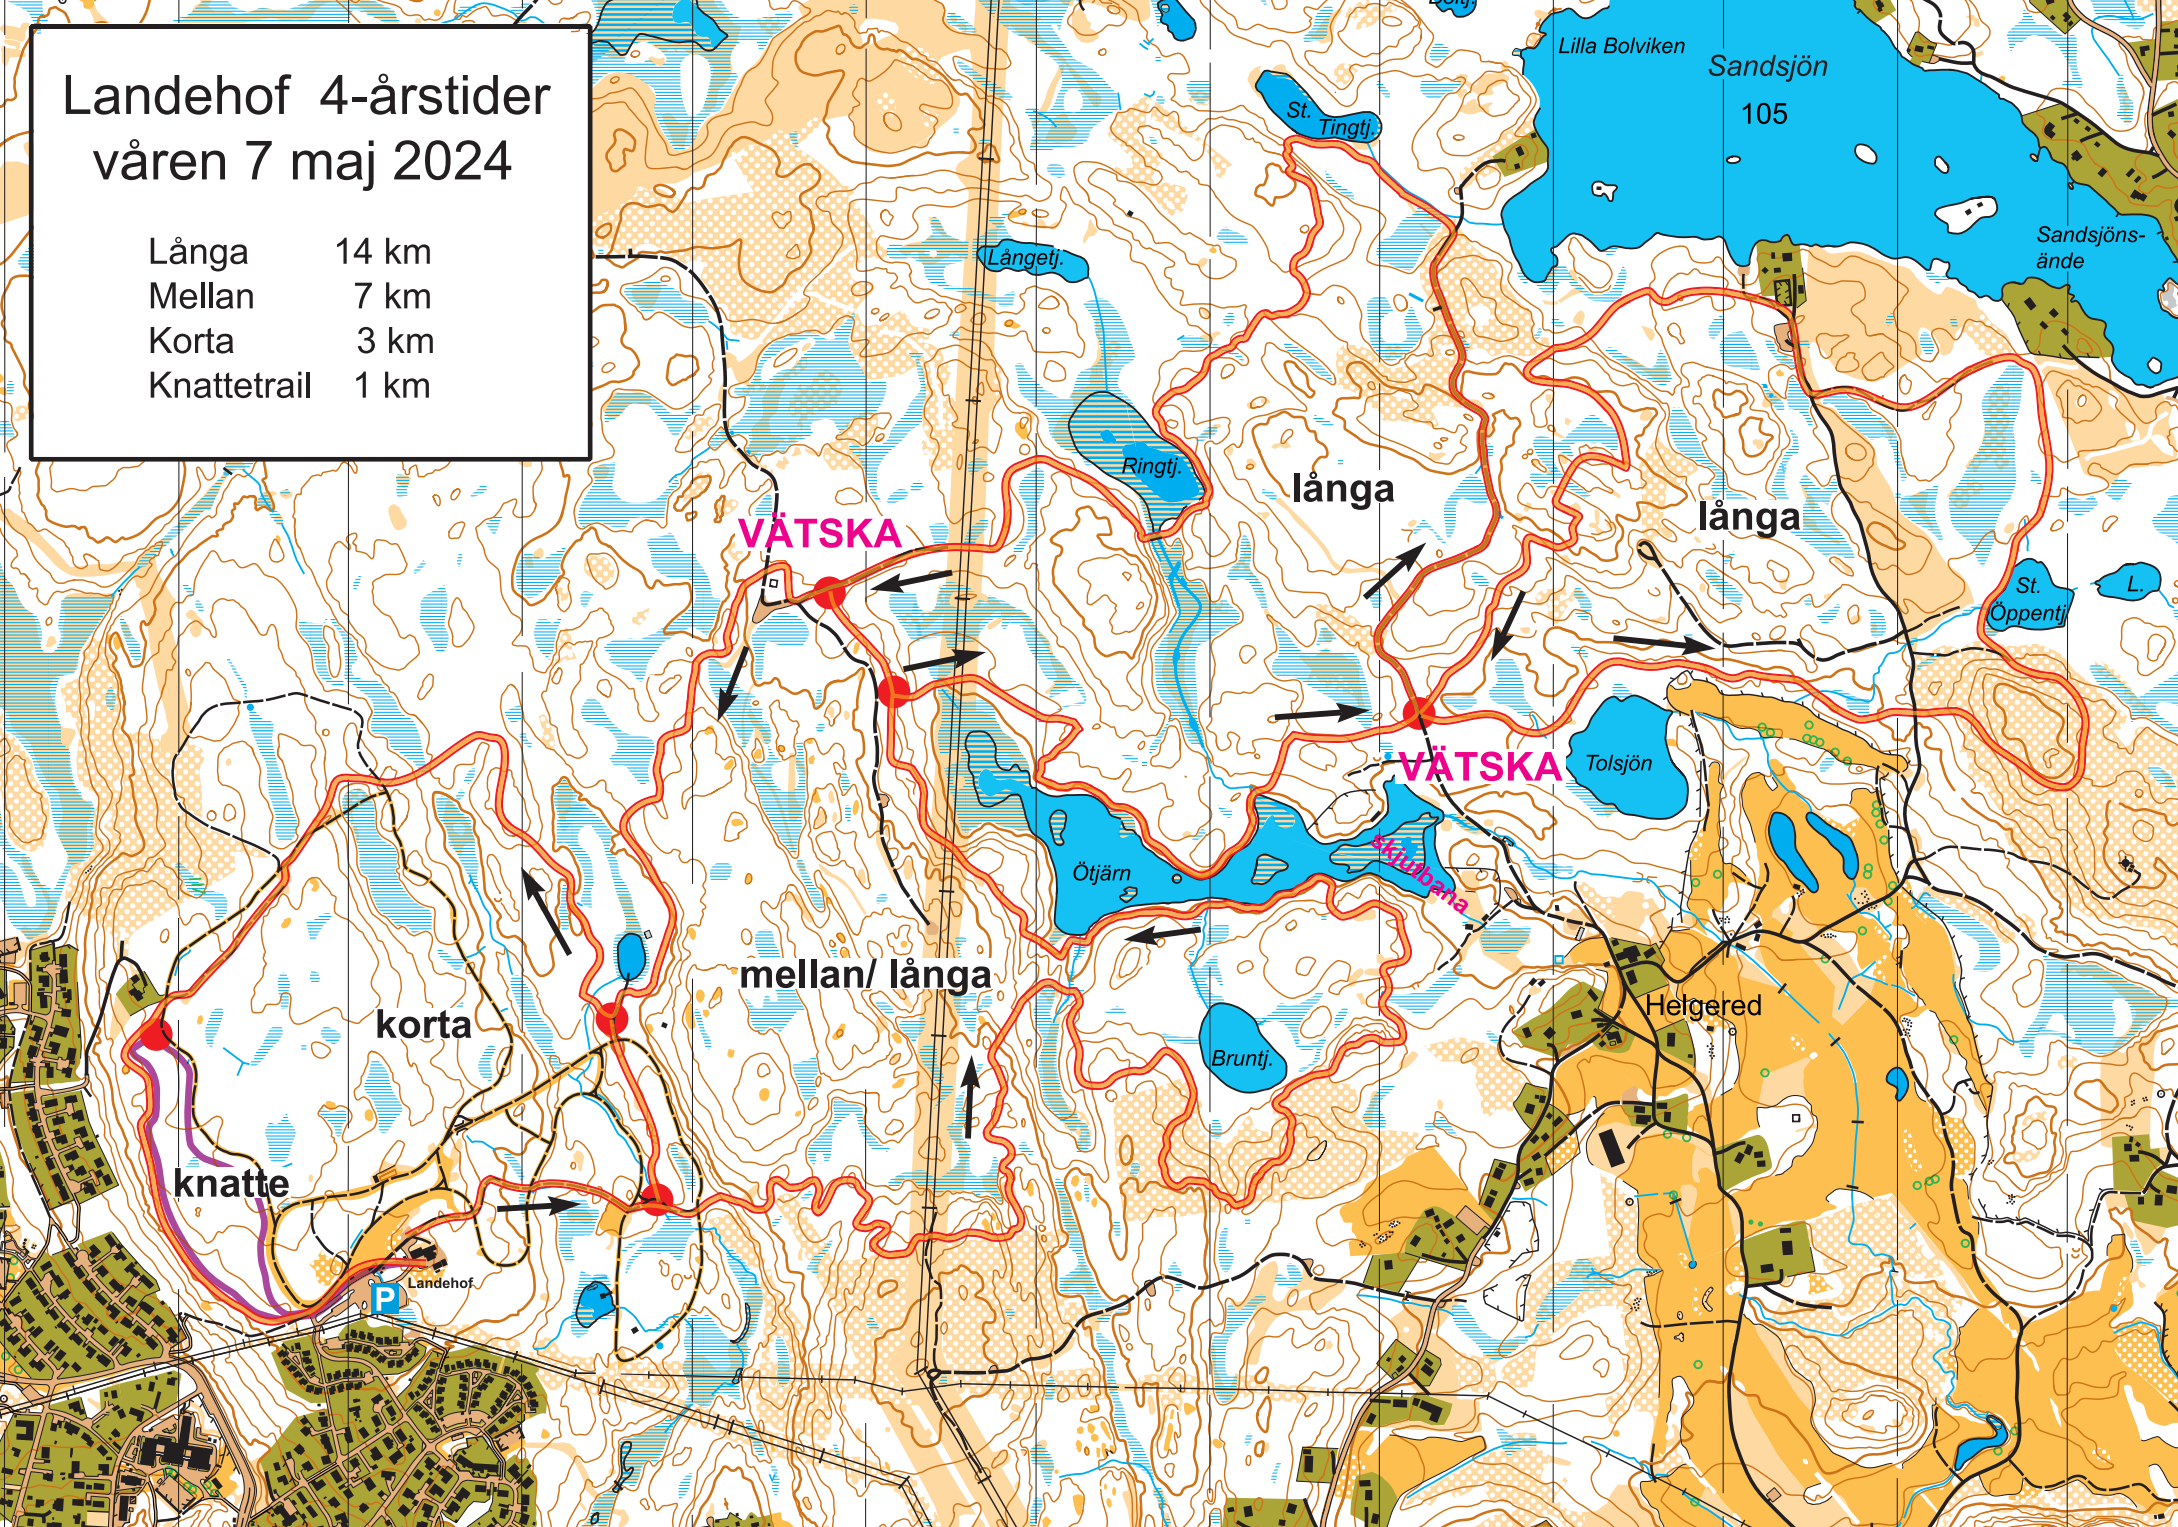 Landehof 4-årstider
våren 7 maj 2024
Långa 14 km
Mellan 7 km
Korta 3 km
Knattetrail 1 km
Lilla Bolviken
Sandsjön
105
St.
Tingtj.
Sandsjöns-
ände
Långetj.
Ringtj.
långa
långa
VÄTSKA
St.
Öppentj.
L.
VÄTSKA
Tolsjön
skjutbana
Ötjärn
mellan/ långa
korta
Helgered
Bruntj.
knatte
Landehof
P